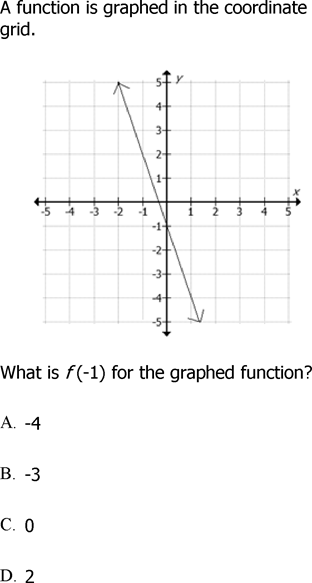 A function is graphed in the coordinate
grid.
y
5
4
3
2
1
x
-5 -4 -3 -2 -1 1 2 3 4 5
-1
-2
-3
-4
-5
What is f(-1) for the graphed function?
A. -4
B. -3
C. 0
D. 2